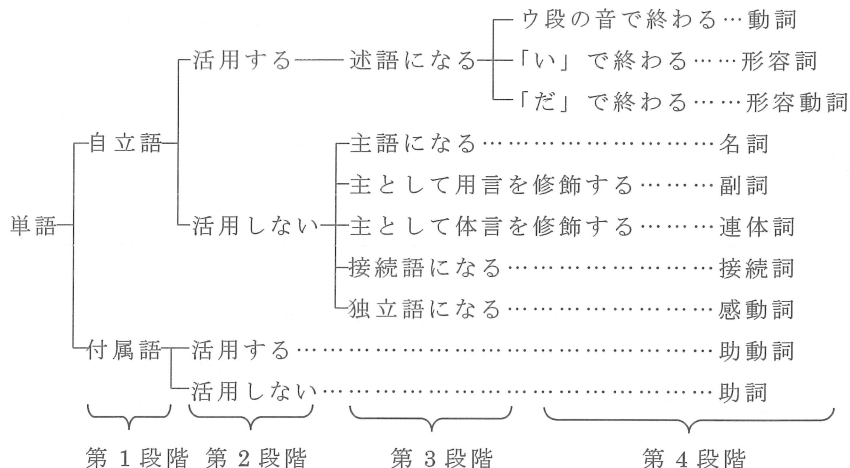 ウ段の音で終わる…動詞
活用する 述語になる 「い」で終わる……形容詞
「だ」で終わる……形容動詞
自立語 主語になる……………………名詞
主として用言を修飾する………副詞
単語 活用しない 主として体言を修飾する………連体詞
接続語になる…………………接続詞
独立語になる…………………感動詞
付属語 活用する………………………………………助動詞
活用しない……………………………………助詞
第1段階 第2段階 第3段階 第4段階